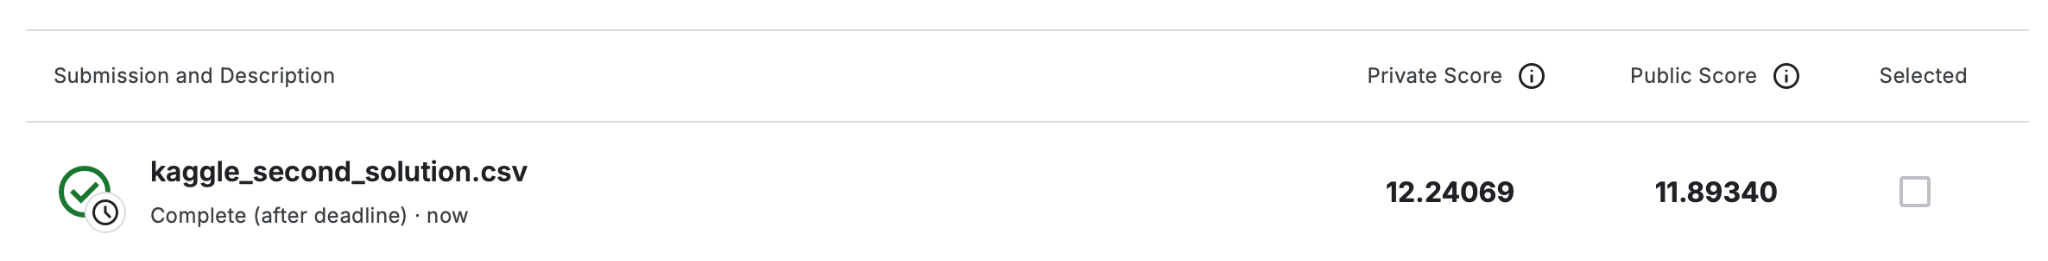 Submission and Description Private Score Public Score Selected
kaggle_second_solution.csv 12.24069 11.89340
Complete (after deadline) · now